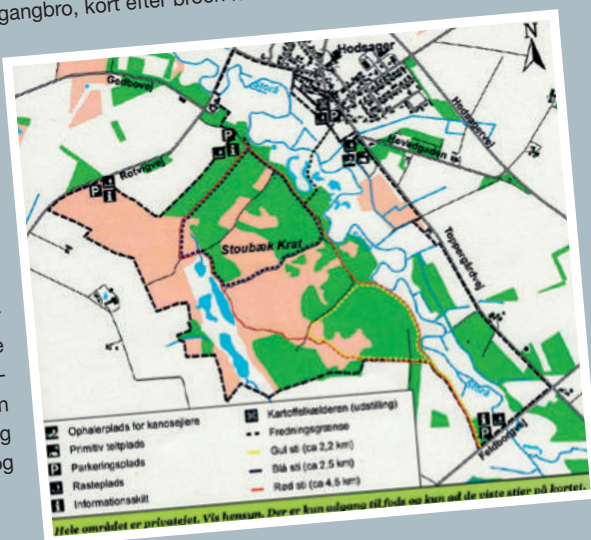 gangbro, kort efter broen
Hodsager
N
Gedbovej
Storå
Hodsagervej
Hevadgaden
P
Rotvigvej
P
Stoubæk Krat
Toppergårdvej
Storå
P
Feldborgvej
Ophalerplads for kanosejlere
Primitiv teltplads
P Parkeringsplads
Rasteplads
i Informationsskilt
Kartoffelkælderen (udstilling)
Fredningsgrænse
Gul sti (ca 2,2 km)
Blå sti (ca 2,5 km)
Rød sti (ca 4,5 km)
Hele området er privatejet. Vis hensyn. Der er kun adgang til fods og kun ad de viste stier på kortet.
e
-
n
g
og